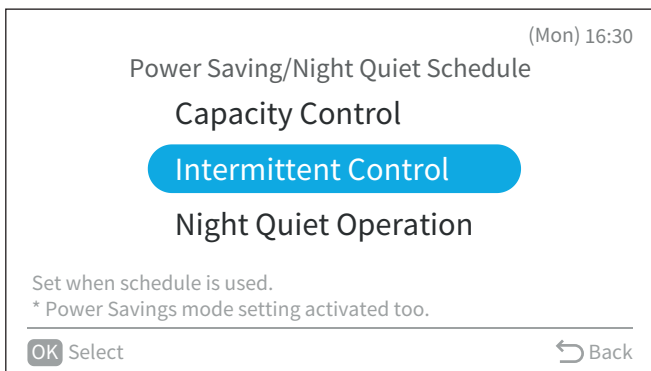 (Mon) 16:30
Power Saving/Night Quiet Schedule
Capacity Control
Intermittent Control
Night Quiet Operation
Set when schedule is used.
* Power Savings mode setting activated too.
OK Select Back